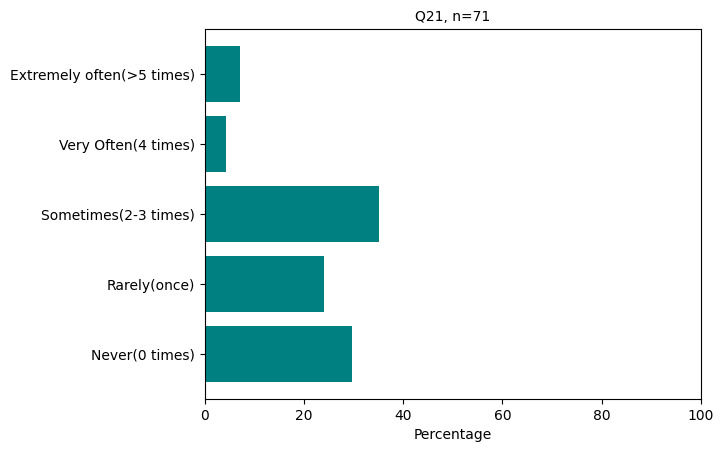 Q21, n=71
Extremely often(>5 times)
Very Often(4 times)
Sometimes(2-3 times)
Rarely(once)
Never(0 times)
0 20 40 60 80 100
Percentage